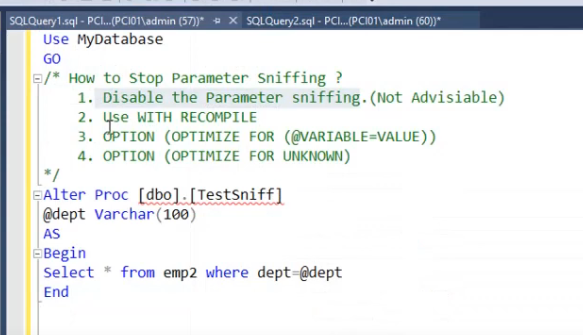 SQLQuery1.sql - PCI...(PCI01\admin (57))* SQLQuery2.sql - PCI...(PCI01\admin (60))*
Use MyDatabase
GO
/* How to Stop Parameter Sniffing ?
1. Disable the Parameter sniffing.(Not Advisiable)
2. Use WITH RECOMPILE
3. OPTION (OPTIMIZE FOR (@VARIABLE=VALUE))
4. OPTION (OPTIMIZE FOR UNKNOWN)
*/
Alter Proc [dbo].[TestSniff]
@dept Varchar(100)
AS
Begin
Select * from emp2 where dept=@dept
End